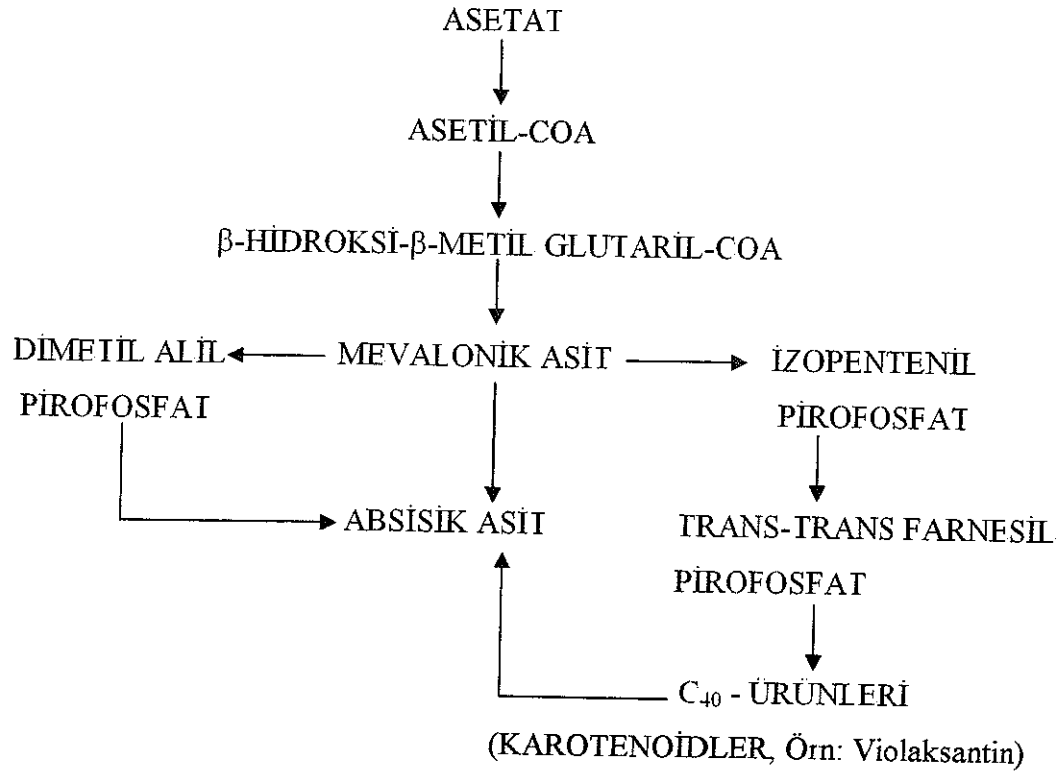 ASETAT
ASETİL-COA
β-HİDROKSİ-β-METİL GLUTARİL-COA
DİMETİL ALİL
PİROFOSFAT
MEVALONİK ASİT
İZOPENTENİL
PİROFOSFAT
ABSİSİK ASİT
TRANS-TRANS FARNESİL-
PİROFOSFAT
C₄₀ - ÜRÜNLERİ
(KAROTENOİDLER, Örn: Violaksantin)